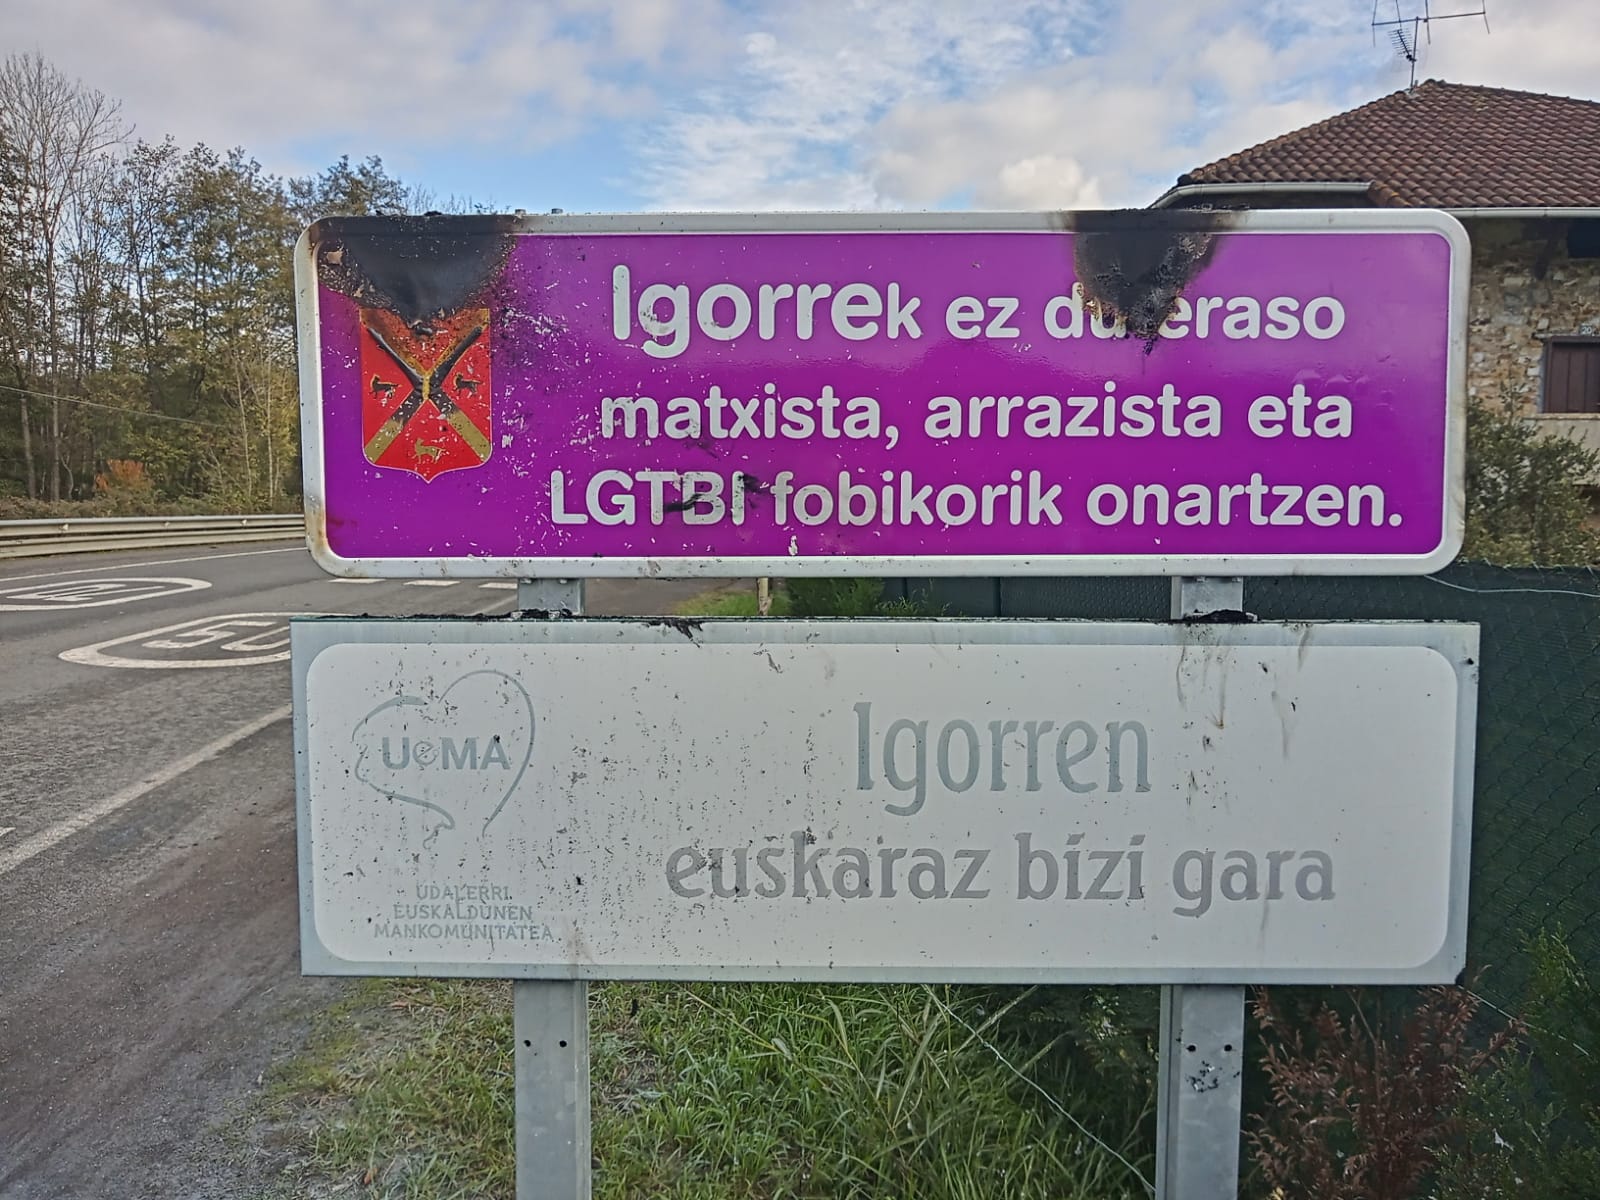 Igorrek ez du eraso
matxista, arrazista eta
LGTBI fobikorik onartzen.
UeMA
UDALERRI
EUSKALDUNEN
MANKOMUNITATEA
Igorren
euskaraz bizi gara
50